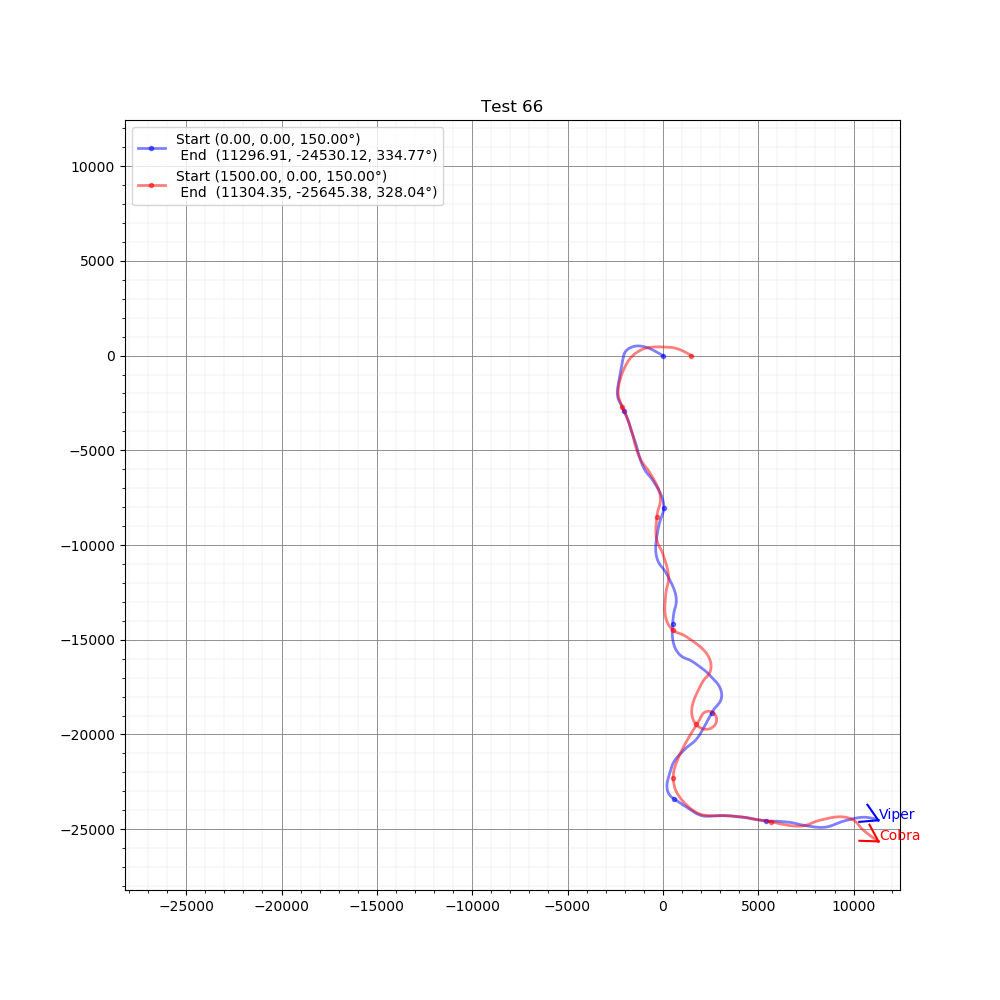 Test 66
Start (0.00, 0.00, 150.00°)
End (11296.91, -24530.12, 334.77°)
Start (1500.00, 0.00, 150.00°)
End (11304.35, -25645.38, 328.04°)
10000
5000
0
−5000
−10000
−15000
−20000
−25000
Viper
Cobra
−25000 −20000 −15000 −10000 −5000 0 5000 10000